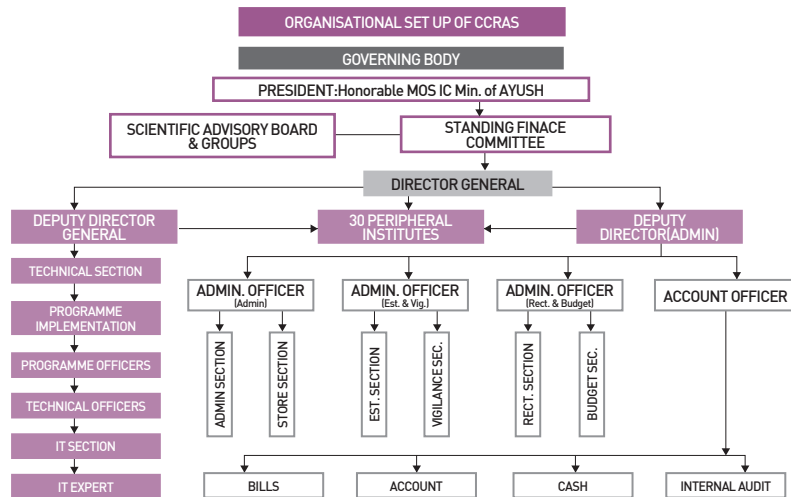 ORGANISATIONAL SET UP OF CCRAS
GOVERNING BODY
PRESIDENT:Honorable MOS IC Min. of AYUSH
SCIENTIFIC ADVISORY BOARD
& GROUPS
STANDING FINACE
COMMITTEE
DIRECTOR GENERAL
DEPUTY DIRECTOR
GENERAL
30 PERIPHERAL
INSTITUTES
DEPUTY
DIRECTOR(ADMIN)
TECHNICAL SECTION
PROGRAMME
IMPLEMENTATION
PROGRAMME OFFICERS
TECHNICAL OFFICERS
IT SECTION
IT EXPERT
ADMIN. OFFICER
(Admin)
ADMIN. OFFICER
(Est. & Vig.)
ADMIN. OFFICER
(Rect. & Budget)
ACCOUNT OFFICER
ADMIN SECTION
STORE SECTION
EST. SECTION
VIGILANCE SEC.
RECT. SECTION
BUDGET SEC.
BILLS
ACCOUNT
CASH
INTERNAL AUDIT